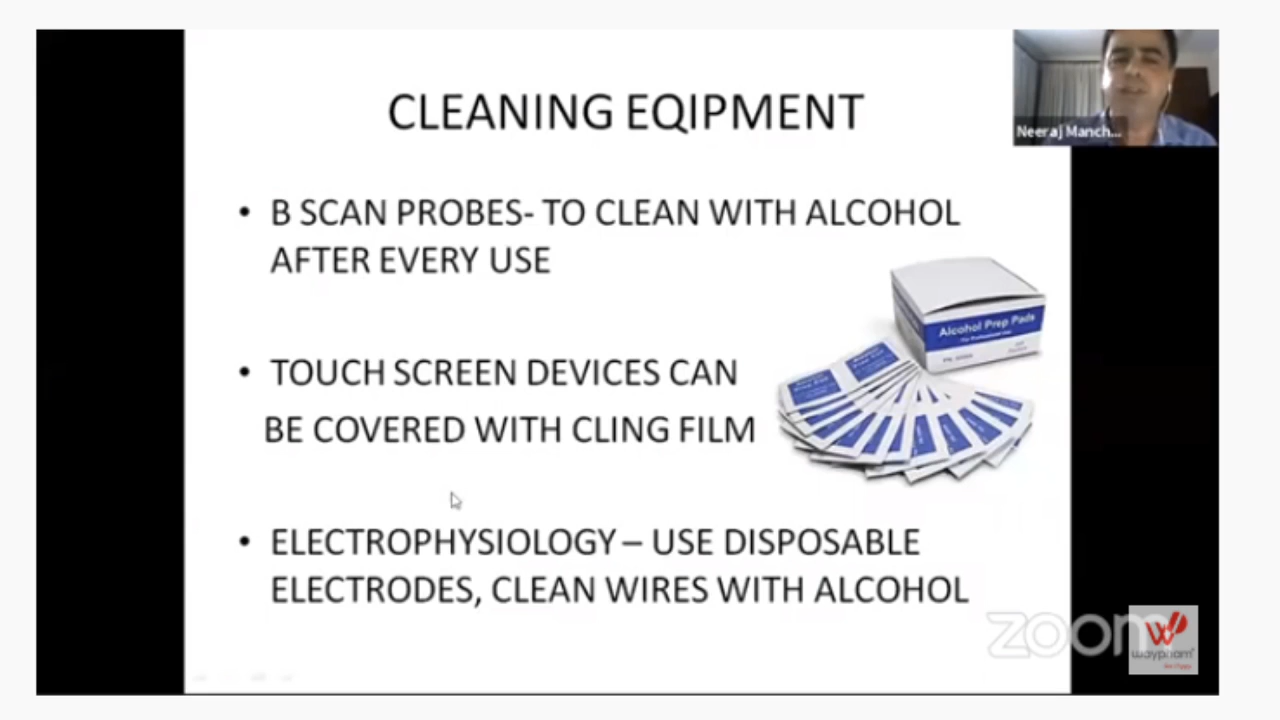 CLEANING EQIPMENT
Neeraj Manch...
• B SCAN PROBES- TO CLEAN WITH ALCOHOL
AFTER EVERY USE
Alcohol Prep Pads
• TOUCH SCREEN DEVICES CAN
BE COVERED WITH CLING FILM
• ELECTROPHYSIOLOGY – USE DISPOSABLE
ELECTRODES, CLEAN WIRES WITH ALCOHOL
zoom